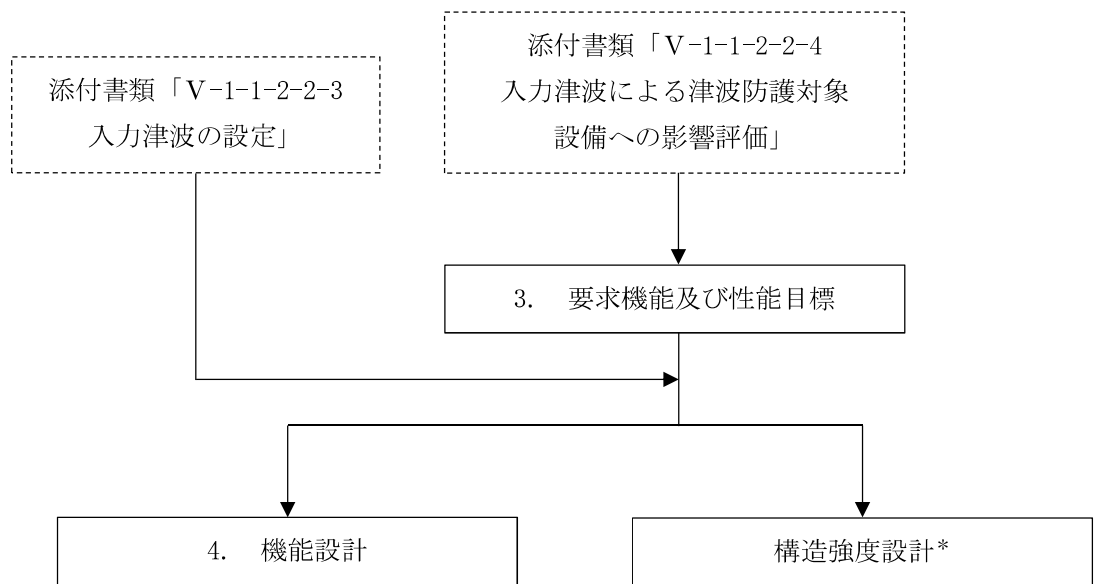 添付書類「Ⅴ-1-1-2-2-3
入力津波の設定」
添付書類「Ⅴ-1-1-2-2-4
入力津波による津波防護対象
設備への影響評価」
3. 要求機能及び性能目標
4. 機能設計
構造強度設計*